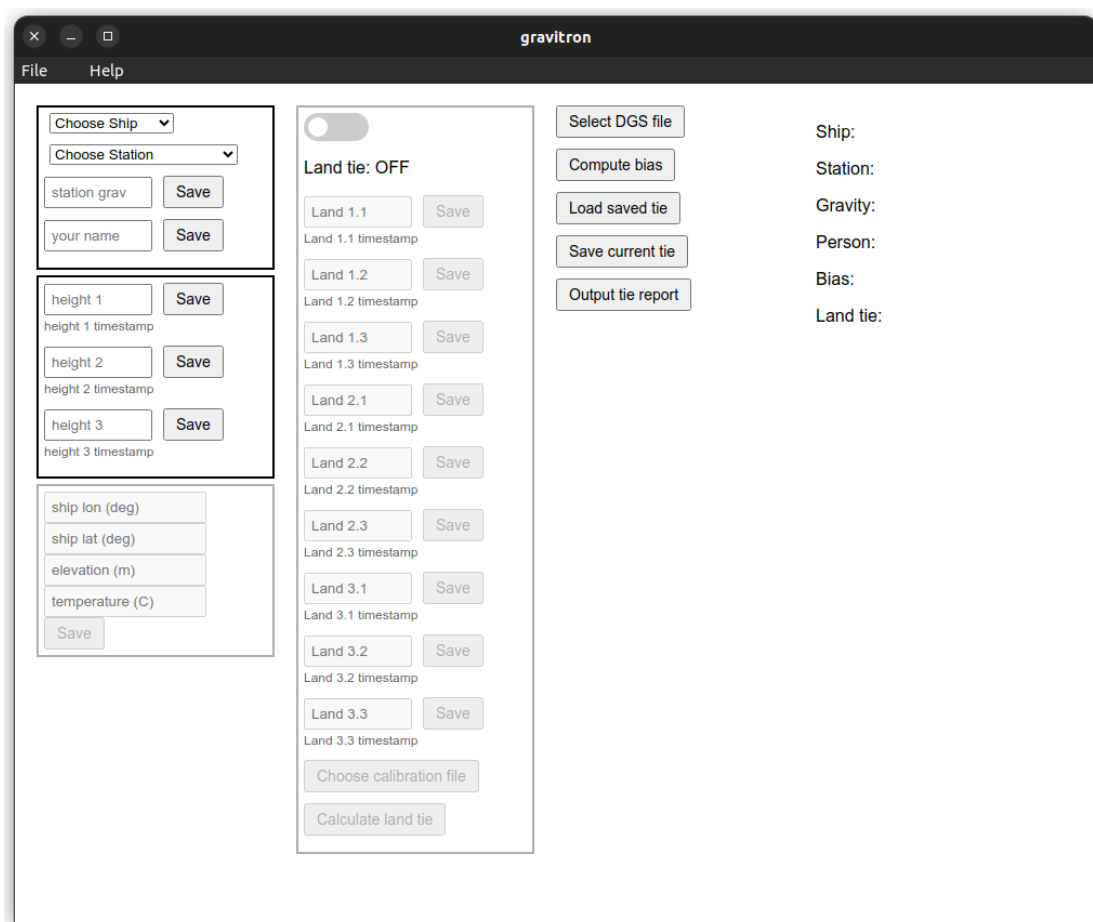 gravitron
File Help
Choose Ship
Choose Station
station grav Save
your name Save
height 1 Save
height 1 timestamp
height 2 Save
height 2 timestamp
height 3 Save
height 3 timestamp
ship lon (deg)
ship lat (deg)
elevation (m)
temperature (C)
Save
Land tie: OFF
Land 1.1 Save
Land 1.1 timestamp
Land 1.2 Save
Land 1.2 timestamp
Land 1.3 Save
Land 1.3 timestamp
Land 2.1 Save
Land 2.1 timestamp
Land 2.2 Save
Land 2.2 timestamp
Land 2.3 Save
Land 2.3 timestamp
Land 3.1 Save
Land 3.1 timestamp
Land 3.2 Save
Land 3.2 timestamp
Land 3.3 Save
Land 3.3 timestamp
Choose calibration file
Calculate land tie
Select DGS file
Compute bias
Load saved tie
Save current tie
Output tie report
Ship:
Station:
Gravity:
Person:
Bias:
Land tie: